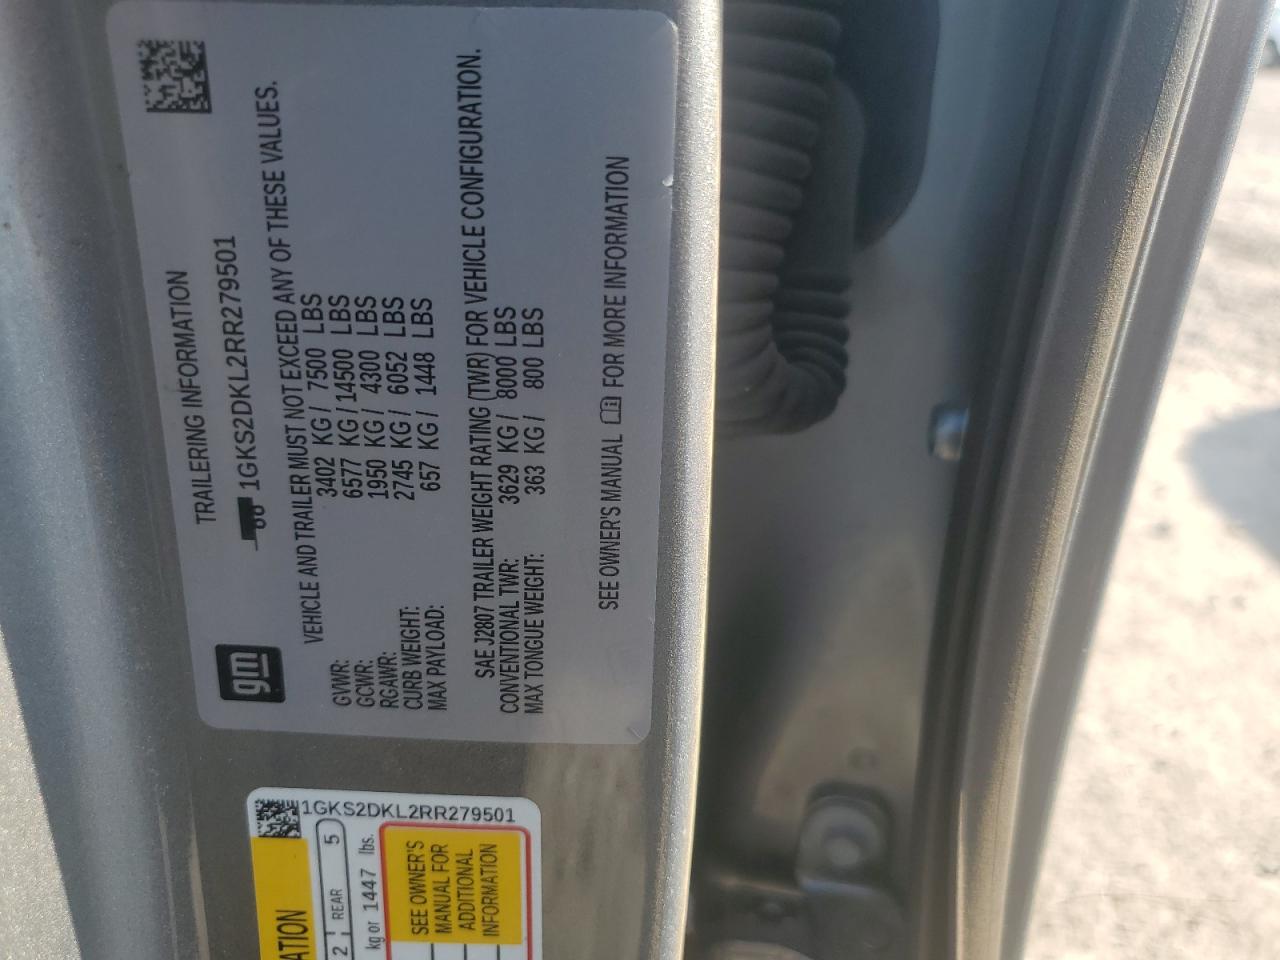 TRAILERING INFORMATION
1GKS2DKL2RR279501
gm
VEHICLE AND TRAILER MUST NOT EXCEED ANY OF THESE VALUES.
GVWR: 3402 KG / 7500 LBS
GCWR: 6577 KG / 14500 LBS
RGAWR: 1950 KG / 4300 LBS
CURB WEIGHT: 2745 KG / 6052 LBS
MAX PAYLOAD: 657 KG / 1448 LBS
SAE J2807 TRAILER WEIGHT RATING (TWR) FOR VEHICLE CONFIGURATION.
CONVENTIONAL TWR: 3629 KG / 8000 LBS
MAX TONGUE WEIGHT: 363 KG / 800 LBS
SEE OWNER'S MANUAL FOR MORE INFORMATION
1GKS2DKL2RR279501
ATION
2 REAR 5
kg or 1447 lbs.
SEE OWNER'S
MANUAL FOR
ADDITIONAL
INFORMATION